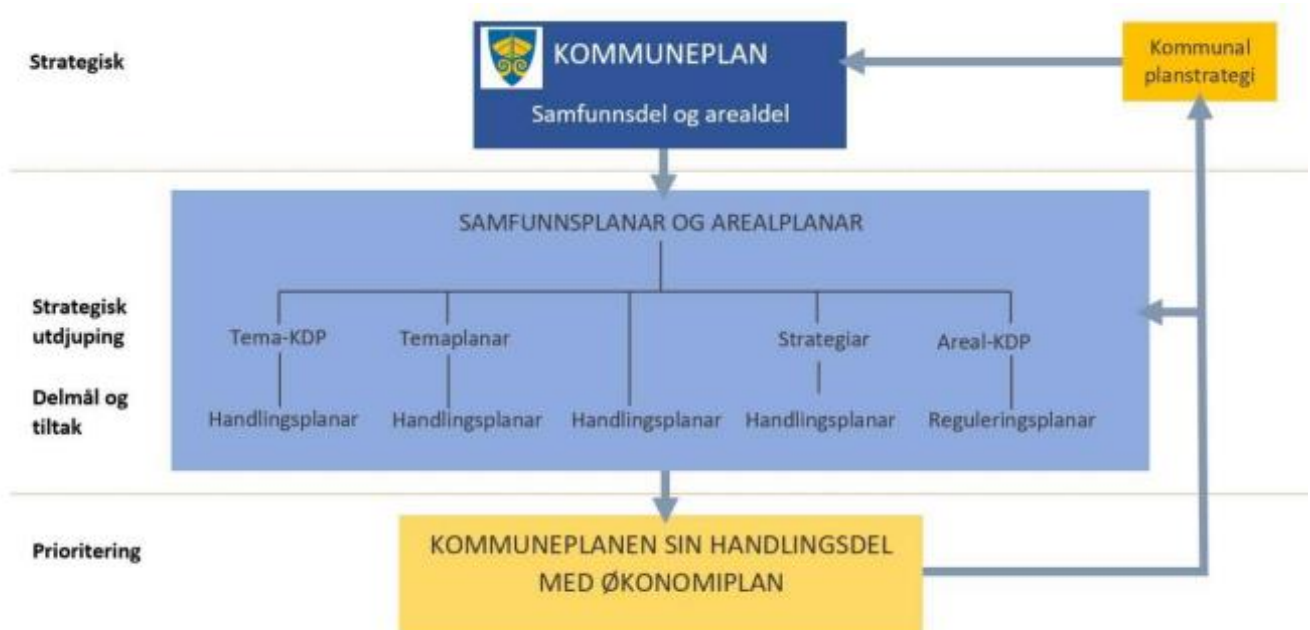 Strategisk
KOMMUNEPLAN
Samfunnsdel og arealdel
Kommunal
planstrategi
SAMFUNNSPLANAR OG AREALPLANAR
Strategisk
utdjuping
Delmål og
tiltak
Tema-KDP
Temaplanar
Strategiar
Areal-KDP
Handlingsplanar
Handlingsplanar
Handlingsplanar
Handlingsplanar
Reguleringsplanar
Prioritering
KOMMUNEPLANEN SIN HANDLINGSDEL
MED ØKONOMIPLAN